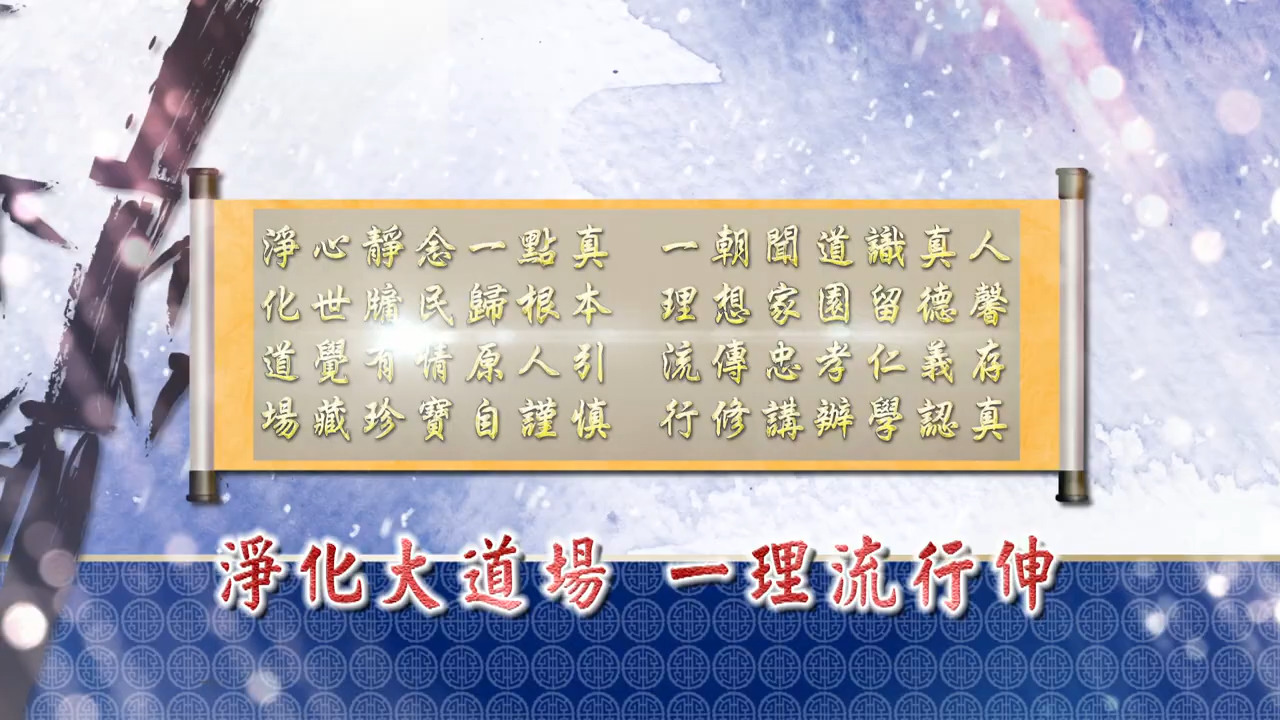 淨心靜念一點真 一朝聞道識真人
化世牖民歸根本 理想家園留德馨
道覺有情原人引 流傳忠孝仁義存
場藏珍寶自謹慎 行修講辦學認真
淨化大道場 一理流行伸